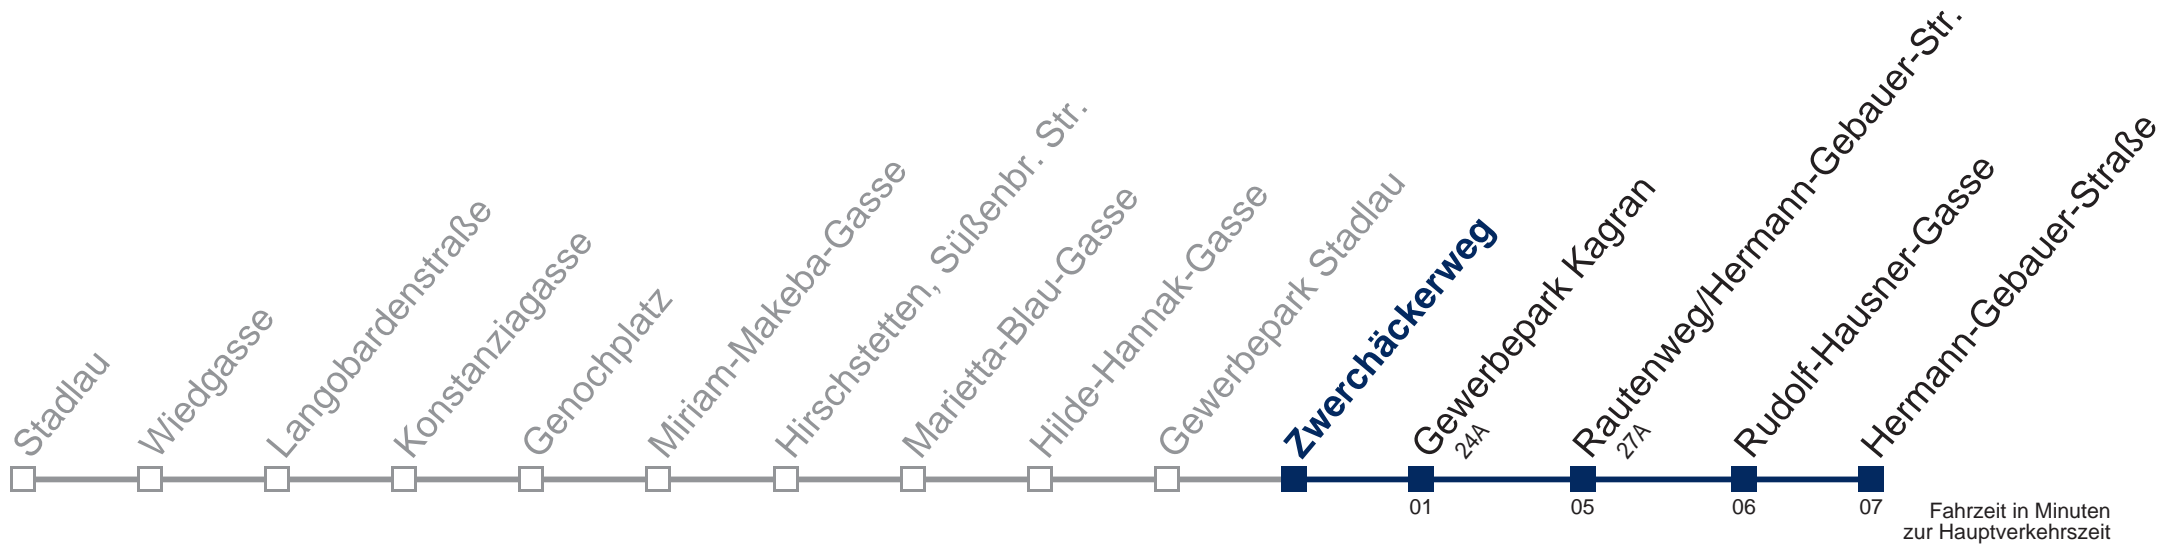 Stadlau
Wiedgasse
Langobardenstraße
Konstanziagasse
Genochplatz
Miriam-Makeba-Gasse
Hirschstetten, Süßenbr. Str.
Marietta-Blau-Gasse
Hilde-Hannak-Gasse
Gewerbepark Stadlau
Zwerchäckerweg
Gewerbepark Kagran
24A
Rautenweg/Hermann-Gebauer-Str.
27A
Rudolf-Hausner-Gasse
Hermann-Gebauer-Straße
01 05 06 07
Fahrzeit in Minuten
zur Hauptverkehrszeit